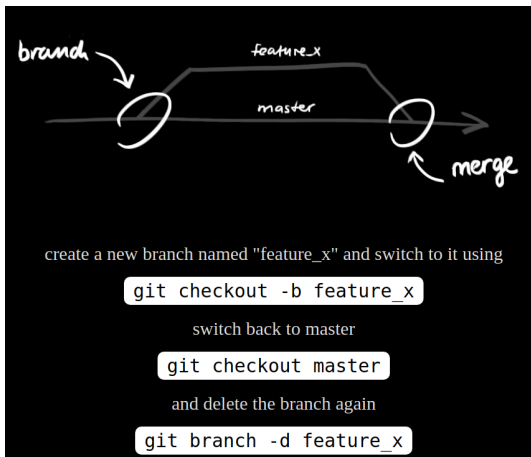 branch
feature_x
master
merge
create a new branch named "feature_x" and switch to it using
git checkout -b feature_x
switch back to master
git checkout master
and delete the branch again
git branch -d feature_x